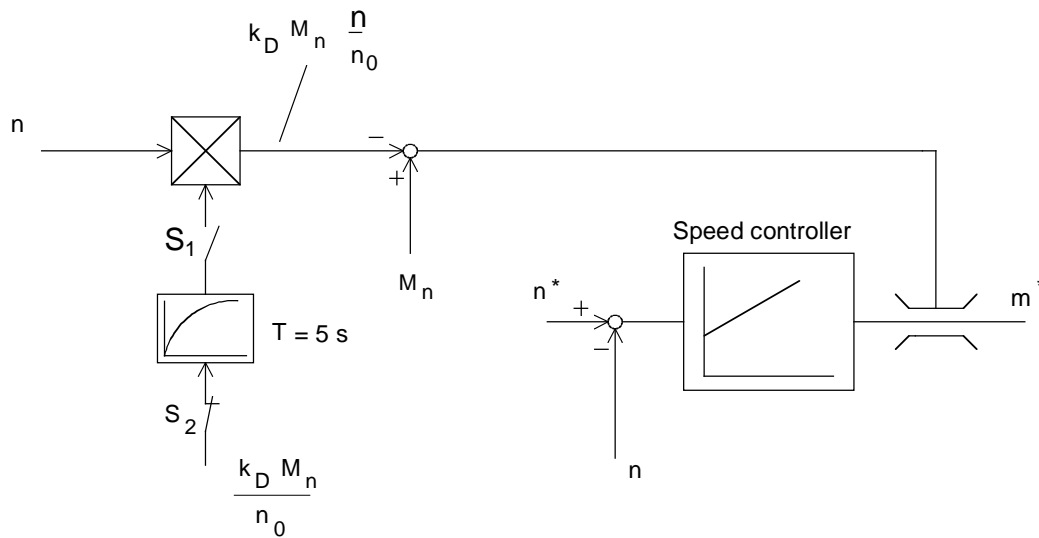 k_D M_n n/n_0
n
−
+
S_1
M_n
Speed controller
n*
+
−
m*
T = 5 s
S_2
n
k_D M_n
n_0